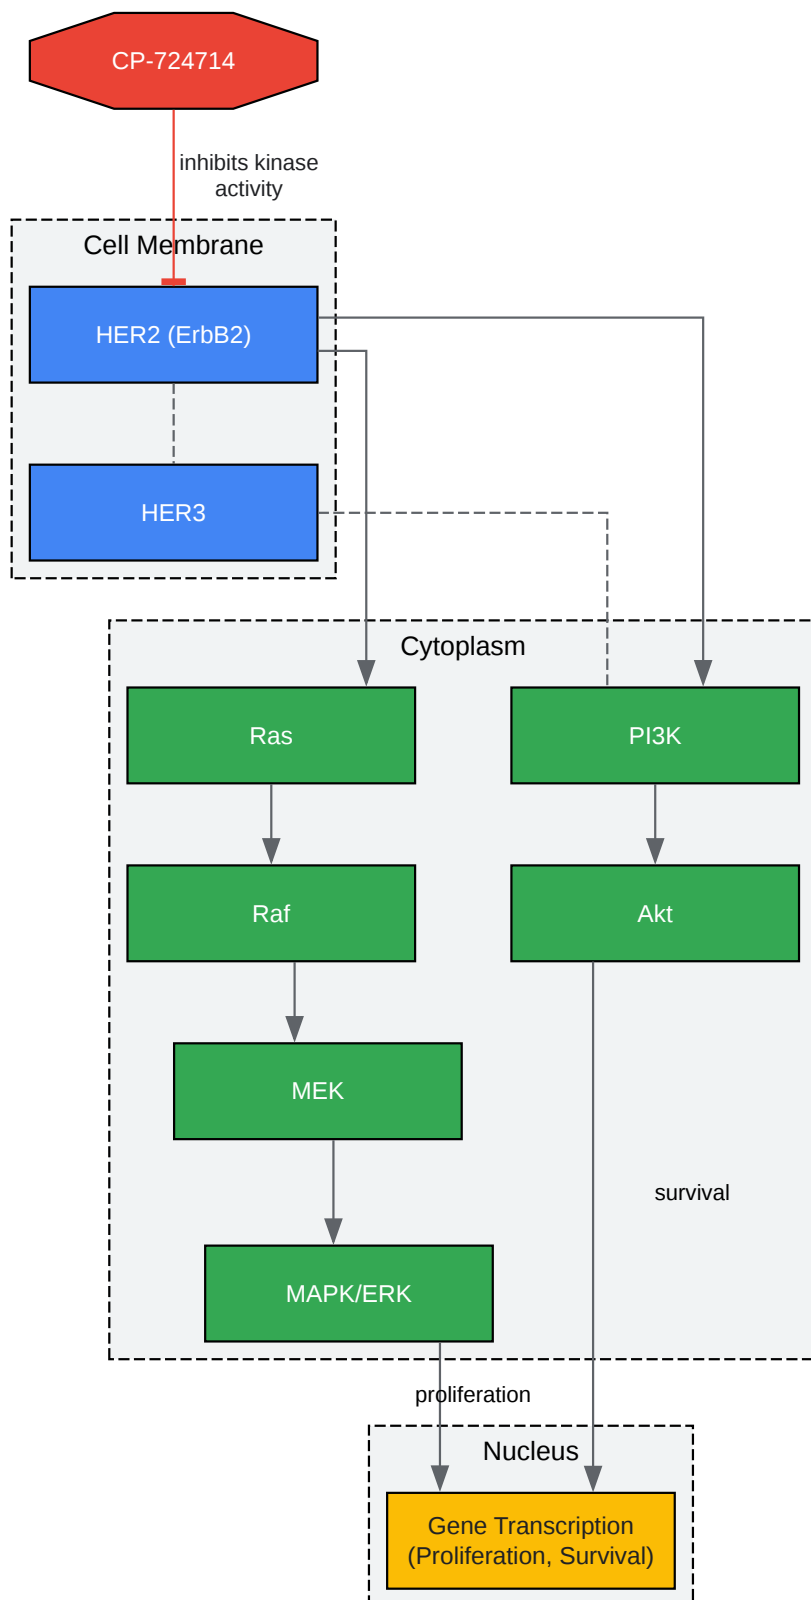 CP-724714
inhibits kinase
activity
Cell Membrane
HER2 (ErbB2)
HER3
Cytoplasm
Ras
PI3K
Raf
Akt
MEK
survival
MAPK/ERK
proliferation
Nucleus
Gene Transcription
(Proliferation, Survival)